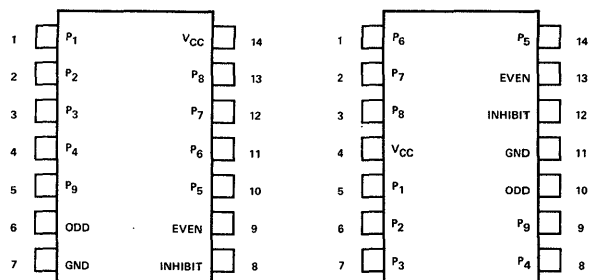 1 P1 VCC 14
2 P2 P8 13
3 P3 P7 12
4 P4 P6 11
5 P9 P5 10
6 ODD EVEN 9
7 GND INHIBIT 8
1 P6 P5 14
2 P7 EVEN 13
3 P8 INHIBIT 12
4 VCC GND 11
5 P1 ODD 10
6 P2 P9 9
7 P3 P4 8